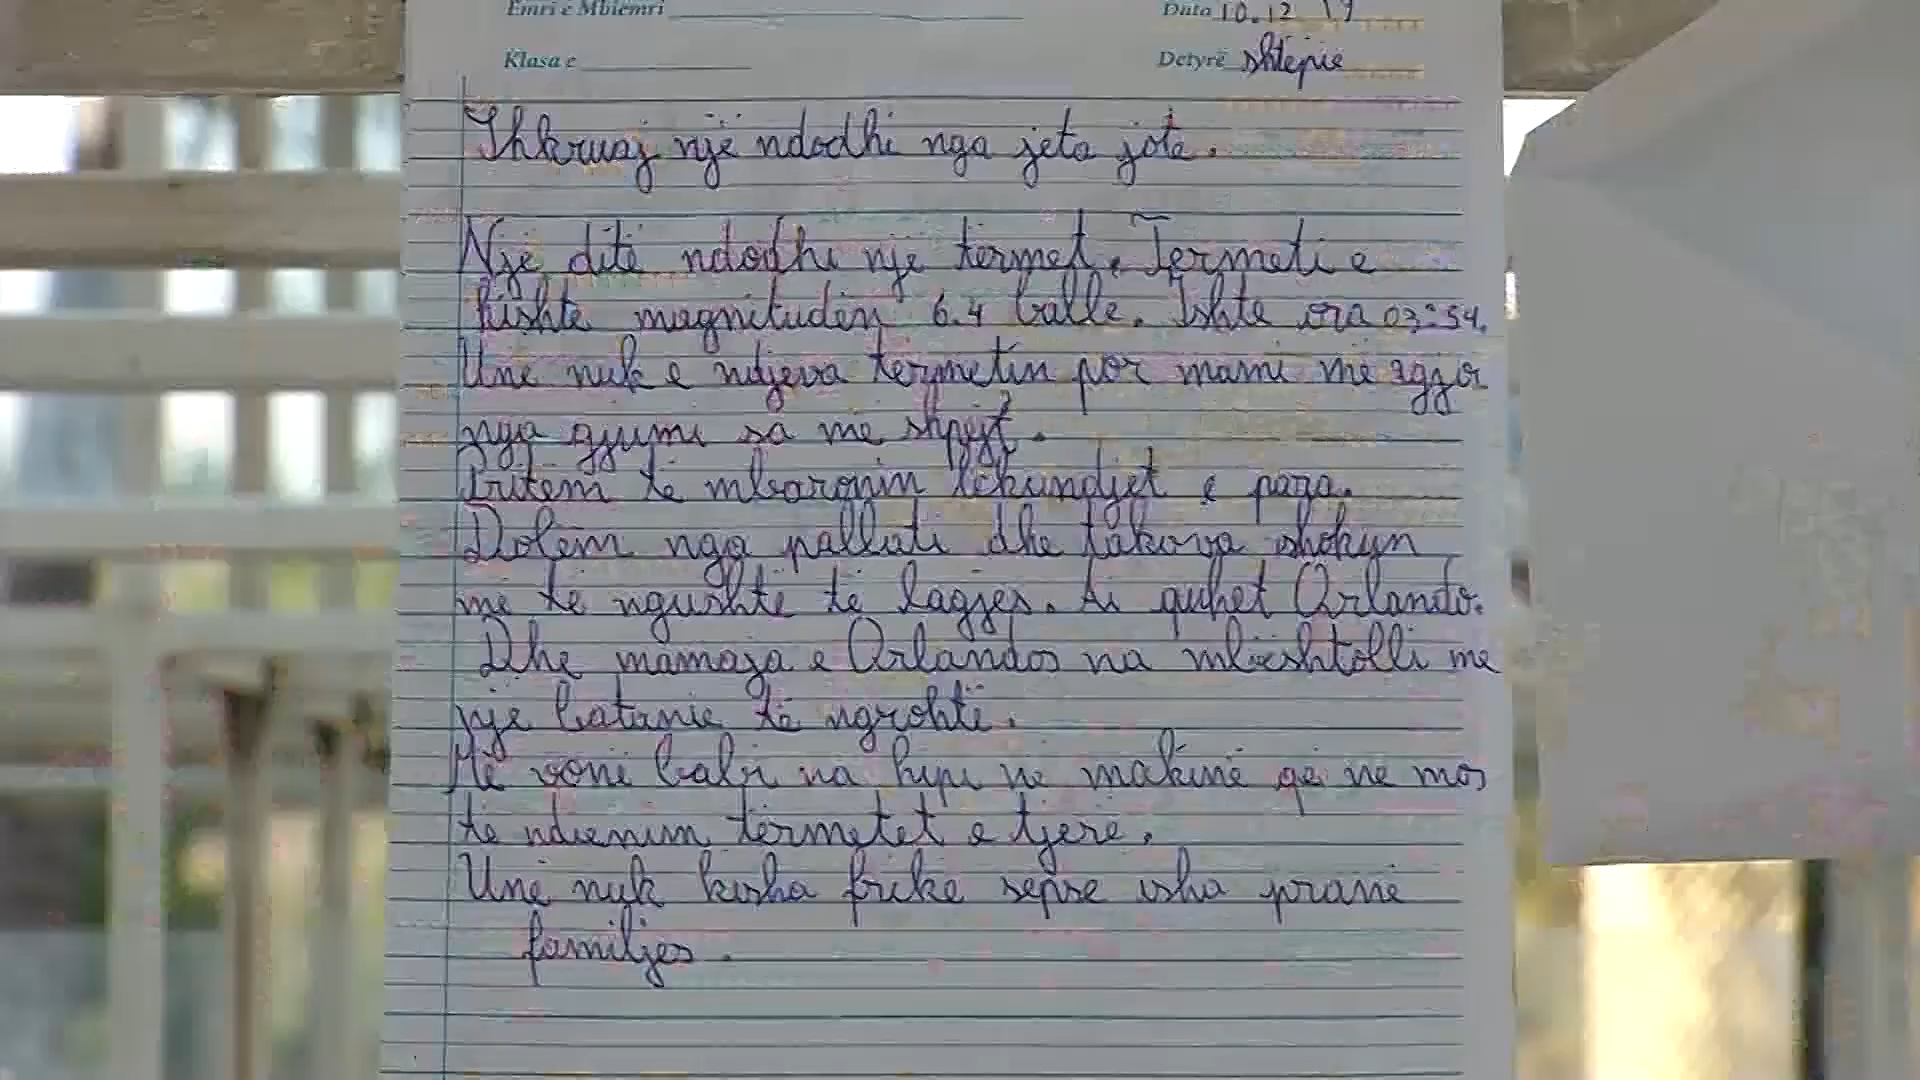 Emri e Mbiemri Data 10.12 19
Klasa e Detyrë shtëpie
Shkruaj një ndodhi nga jeta jote.
Një ditë ndodhi një tërmet. Tërmeti e
kishte magnitudën 6.4 ballë. Ishte ora 03:54.
Unë nuk e ndjeva tërmetin por mami më zgjoi
nga gjumi sa më shpejt.
Pritëm të mbaronin lëkundjet e para.
Dolëm nga pallati dhe takova shokun
më të ngushtë të lagjes. Ai quhet Orlando.
Dhe mamaja e Orlandos na mbështolli me
një batanie të ngrohtë.
Më vonë babi na hypi në makinë që ne mos
të ndienim tërmetet e tjerë.
Unë nuk kisha frikë sepse isha pranë
familjes.